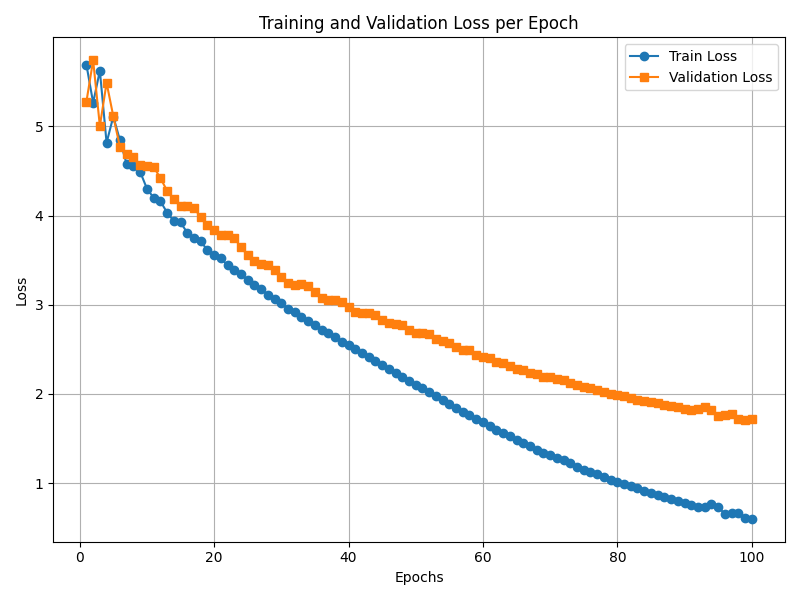 Training and Validation Loss per Epoch
Train Loss
Validation Loss
Loss
5
4
3
2
1
0 20 40 60 80 100
Epochs